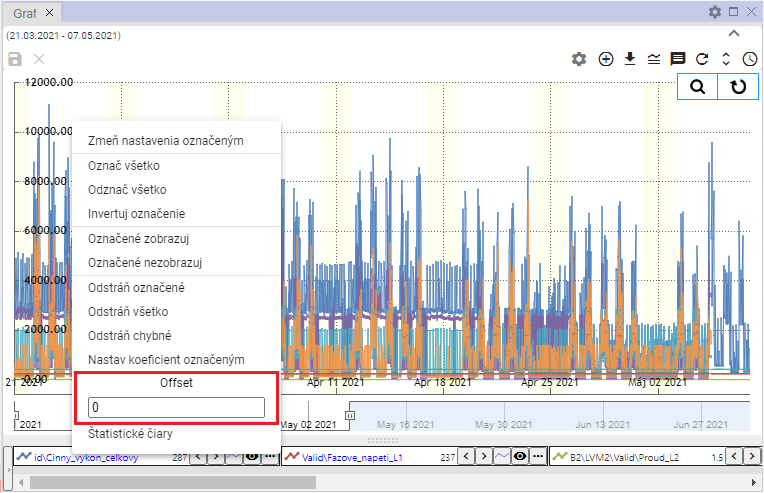 Graf
(21.03.2021 - 07.05.2021)
12000.00
10000.00
8000.00
6000.00
4000.00
2000.00
0.00
Zmeň nastavenia označeným
Označ všetko
Odznač všetko
Invertuj označenie
Označené zobrazuj
Označené nezobrazuj
Odstráň označené
Odstráň všetko
Odstráň chybné
Nastav koeficient označeným
Offset
0
Štatistické čiary
21 2021
Apr 11 2021
Apr 18 2021
Apr 25 2021
Máj 02 2021
2021
May 02 2021
May 16 2021
May 30 2021
Jun 13 2021
Jun 27 2021
id\Cinny_vykon_celkovy
287
Valid\Fazove_napeti_L1
237
B2\LVM2\Valid\Proud_L2
1.5